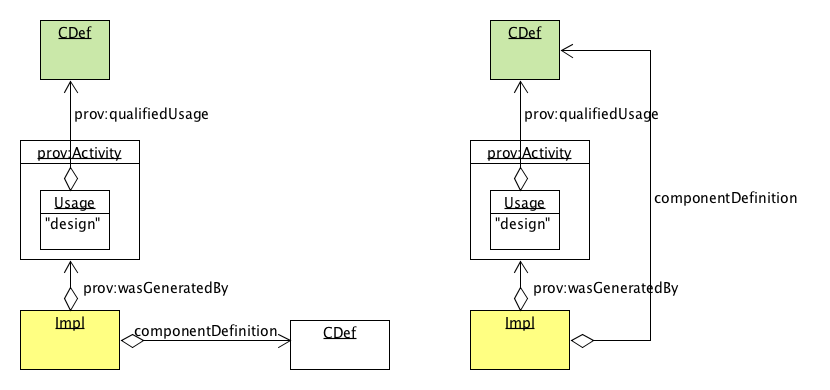 CDef
prov:qualifiedUsage
prov:Activity
Usage
"design"
prov:wasGeneratedBy
Impl
componentDefinition
CDef
CDef
prov:qualifiedUsage
prov:Activity
componentDefinition
Usage
"design"
prov:wasGeneratedBy
Impl